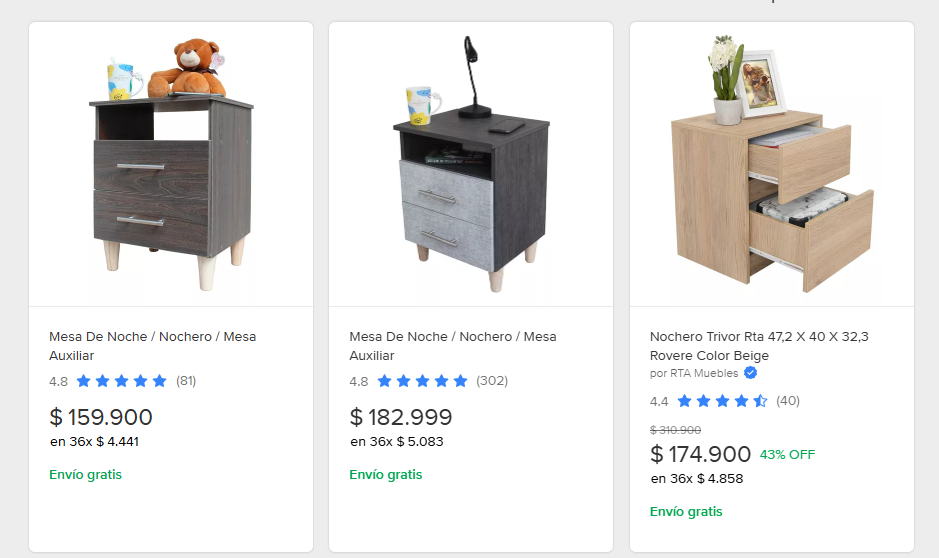 Mesa De Noche / Nochero / Mesa
Auxiliar
4.8 (81)
$ 159.900
en 36x $ 4.441
Envío gratis
Mesa De Noche / Nochero / Mesa
Auxiliar
4.8 (302)
$ 182.999
en 36x $ 5.083
Envío gratis
Nochero Trivor Rta 47,2 X 40 X 32,3
Rovere Color Beige
por RTA Muebles
4.4 (40)
$ 310.900
$ 174.900 43% OFF
en 36x $ 4.858
Envío gratis